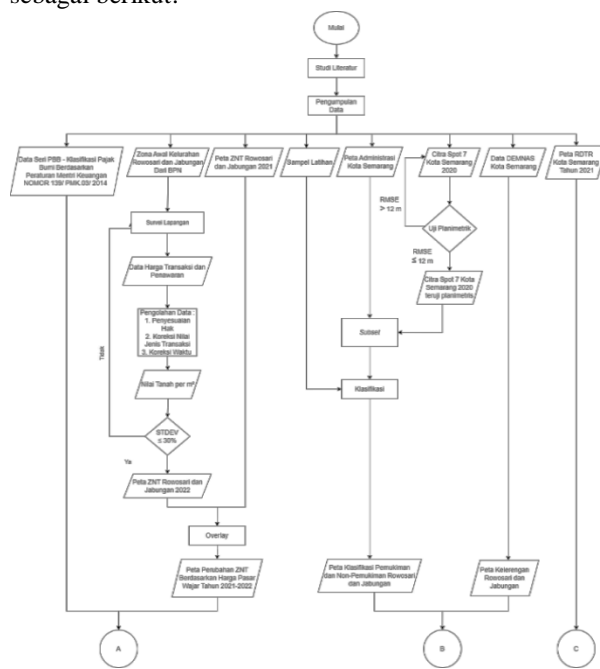 sebagai berikut:
Mulai
Studi Literatur
Pengumpulan
Data
Data Seri PBB - Klasifikasi Pajak
Bumi Berdasarkan
Peraturan Mentri Keuangan
NOMOR 139/ PMK.03/ 2014
Zona Awal Kelurahan
Rowosari dan Jabungan
Dari BPN
Peta ZNT Rowosari
dan Jabungan 2021
Sampel Latihan
Peta Administrasi
Kota Semarang
Citra Spot 7
Kota Semarang
2020
Data DEMNAS
Kota Semarang
Peta RDTR
Kota Semarang
Tahun 2021
Survei Lapangan
RMSE
> 12 m
Uji Planimetrik
RMSE
≤ 12 m
Data Harga Transaksi dan
Penawaran
Citra Spot 7 Kota
Semarang 2020
teruji planimetris
Pengolahan Data :
1. Penyesuaian
Hak
2. Koreksi Nilai
Jenis Transaksi
3. Koreksi Waktu
Subset
Tidak
Nilai Tanah per m²
Klasifikasi
STDEV
≤ 30%
Ya
Peta ZNT Rowosari dan
Jabungan 2022
Overlay
Peta Perubahan ZNT
Berdasarkan Harga Pasar
Wajar Tahun 2021-2022
Peta Klasifikasi Pemukiman
dan Non-Pemukiman Rowosari
dan Jabungan
Peta Kelerengan
Rowosari dan
Jabungan
A
B
C